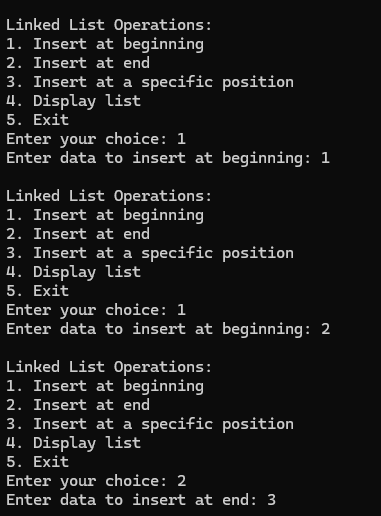 Linked List Operations:
1. Insert at beginning
2. Insert at end
3. Insert at a specific position
4. Display list
5. Exit
Enter your choice: 1
Enter data to insert at beginning: 1

Linked List Operations:
1. Insert at beginning
2. Insert at end
3. Insert at a specific position
4. Display list
5. Exit
Enter your choice: 1
Enter data to insert at beginning: 2

Linked List Operations:
1. Insert at beginning
2. Insert at end
3. Insert at a specific position
4. Display list
5. Exit
Enter your choice: 2
Enter data to insert at end: 3